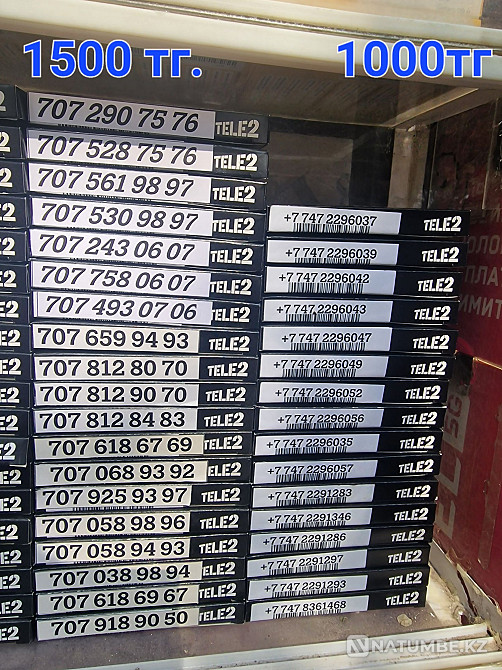 1500 тг.
1000тг
707 290 75 76 TELE2
707 528 75 76 TELE2
707 561 98 97 TELE2
707 530 98 97 TELE2
707 243 06 07 TELE2
707 758 06 07 TELE2
707 493 07 06 TELE2
707 659 94 93 TELE2
707 812 80 70 TELE2
707 812 90 70 TELE2
707 812 84 83 TELE2
707 618 67 69 TELE2
707 068 93 92 TELE2
707 925 93 97 TELE2
707 058 98 96 TELE2
707 058 94 93 TELE2
707 038 98 94 TELE2
707 618 69 67 TELE2
707 918 90 50 TELE2
+7 747 2296037 TELE2
+7 747 2296039 TELE2
+7 747 2296042 TELE2
+7 747 2296043 TELE2
+7 747 2296047 TELE2
+7 747 2296049 TELE2
+7 747 2296052 TELE2
+7 747 2296056 TELE2
+7 747 2296035 TELE2
+7 747 2296057 TELE2
+7 747 2291283 TELE2
+7 747 2291346 TELE2
+7 747 2291286 TELE2
+7 747 2291297 TELE2
+7 747 2291293 TELE2
+7 747 8361468 TELE2
NATUMBE.KZ